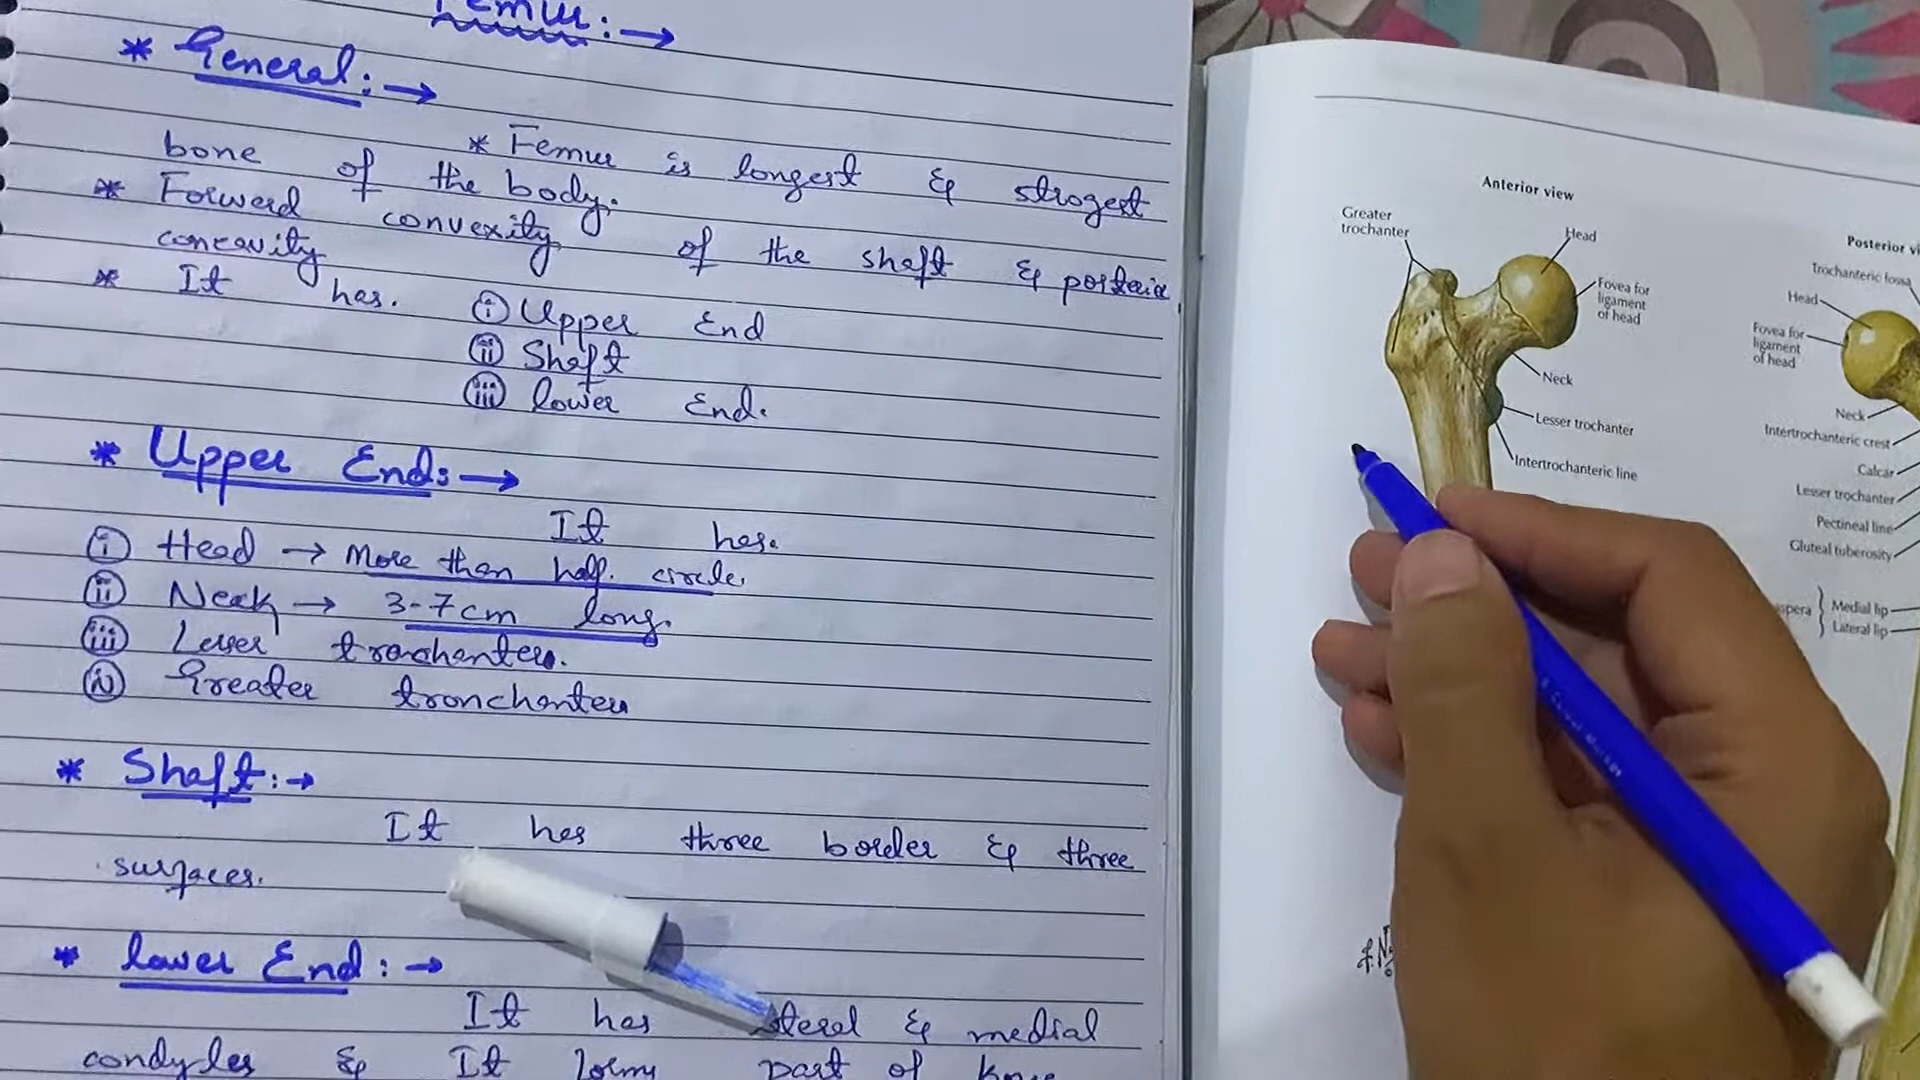 Femur :→
* General :→
* Femur is longest & strogest
bone of the body.
* Forward convexity of the shaft & posterior
concavity
* It has. (i) Upper End
(ii) Shaft
(iii) lower End.
* Upper End :→
It has.
(i) Head → More than half. circle.
(ii) Neck → 3-7cm long.
(iii) Lesser tronchenter.
(iv) Greater tronchenter
* Shaft :→
It has three border & three
surfaces.
* lower End :→
It has & medial
condyles & It forms part of knee
Anterior view
Greater
trochanter
Head
Fovea for
ligament
of head
Neck
Lesser trochanter
Intertrochanteric line
Posterior vi
Trochanteric fossa
Head
Fovea for
ligament
of head
Neck
Intertrochanteric crest
Calcar
Lesser trochanter
Pectineal line
Gluteal tuberosity
spera
Medial lip
Lateral lip